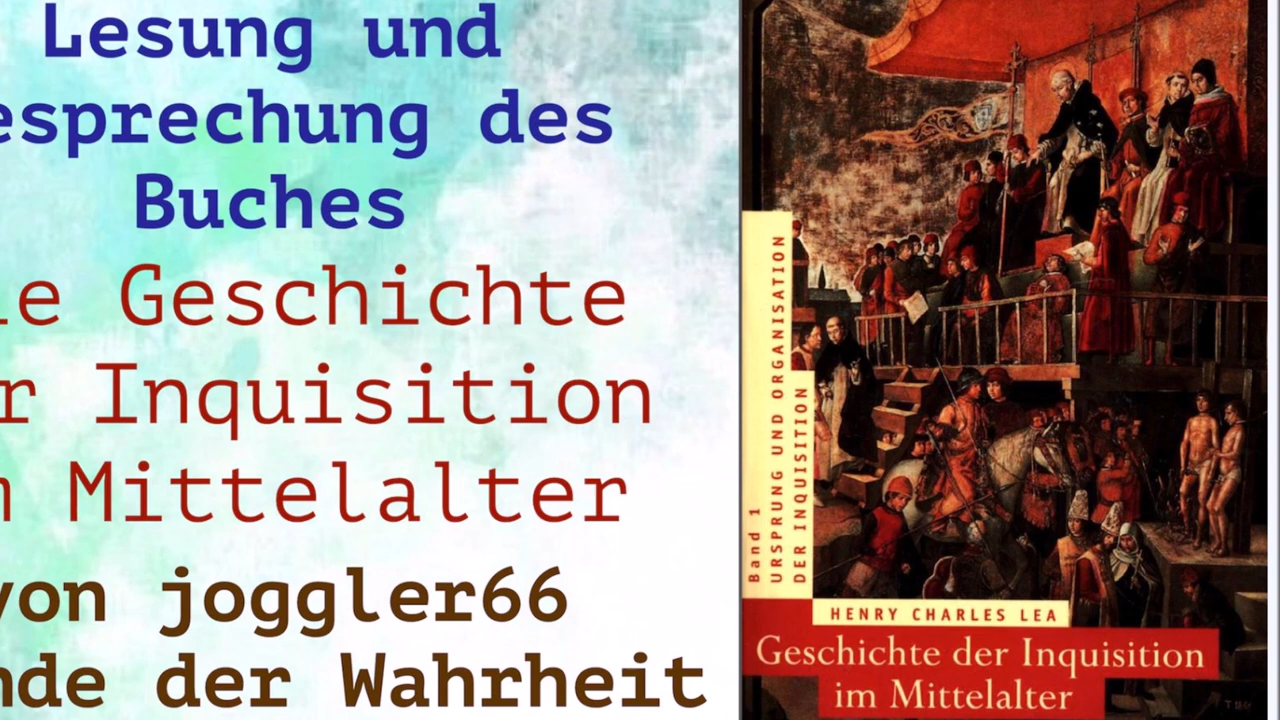 Lesung und
esprechung des
Buches
ie Geschichte
r Inquisition
Mittelalter
von joggler66
nde der Wahrheit
Band 1
URSPRUNG UND ORGANISATION
DER INQUISITION
HENRY CHARLES LEA
Geschichte der Inquisition
im Mittelalter